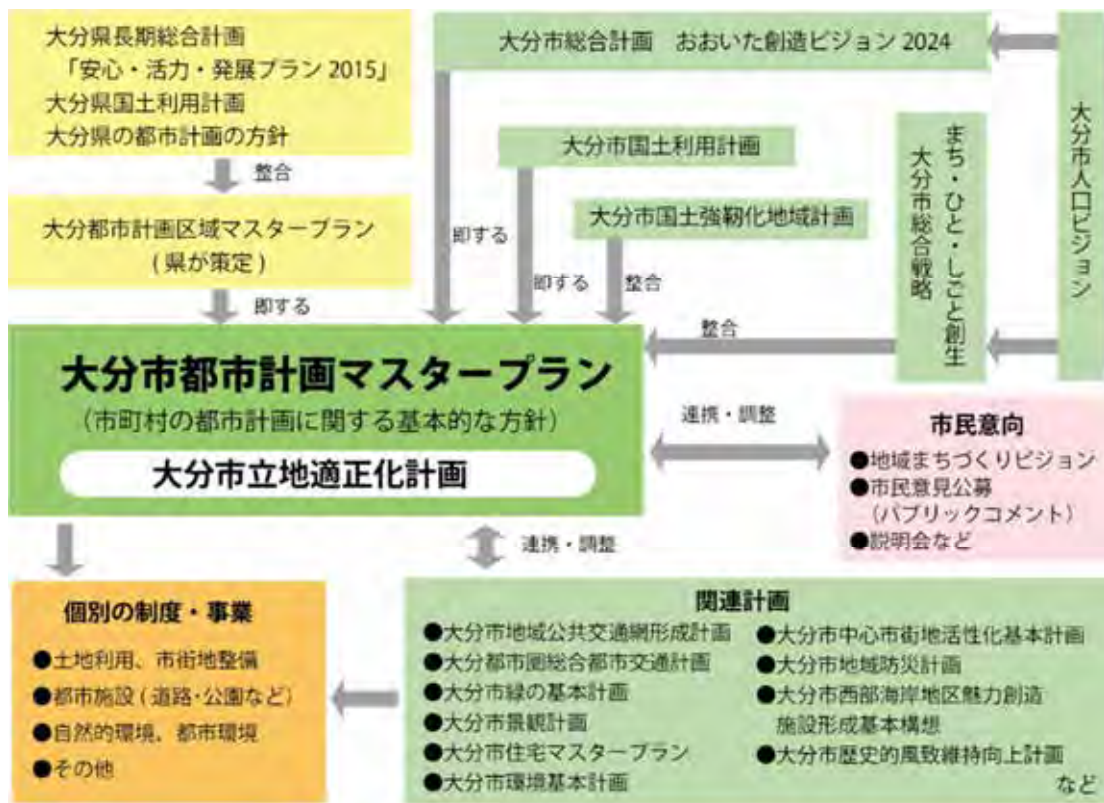 大分県長期総合計画
「安心・活力・発展プラン 2015」
大分県国土利用計画
大分県の都市計画の方針
整合
大分都市計画区域マスタープラン
( 県が策定 )
即する
大分市総合計画　おおいた創造ビジョン 2024
即する
大分市国土利用計画
即する
大分市国土強靭化地域計画
整合
まち・ひと・しごと創生
大分市総合戦略
大分市人口ビジョン
整合
大分市都市計画マスタープラン
（市町村の都市計画に関する基本的な方針）
大分市立地適正化計画
連携・調整
市民意向
●地域まちづくりビジョン
●市民意見公募
（パブリックコメント）
●説明会など
連携・調整
個別の制度・事業
●土地利用、市街地整備
●都市施設 ( 道路・公園など )
●自然的環境、都市環境
●その他
関連計画
●大分市地域公共交通網形成計画
●大分都市圏総合都市交通計画
●大分市緑の基本計画
●大分市景観計画
●大分市住宅マスタープラン
●大分市環境基本計画
●大分市中心市街地活性化基本計画
●大分市地域防災計画
●大分市西部海岸地区魅力創造
施設形成基本構想
●大分市歴史的風致維持向上計画
など